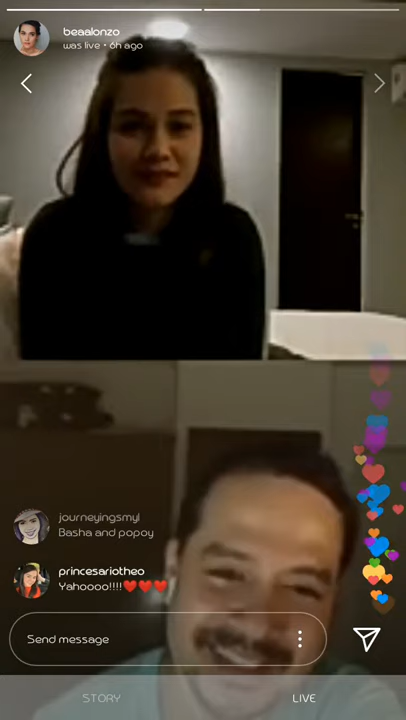 beaalonzo
was live • 6h ago
journeyingsmyl
Basha and popoy
princesariotheo
Yahoooo!!!!❤️❤️❤️
Send message
STORY
LIVE